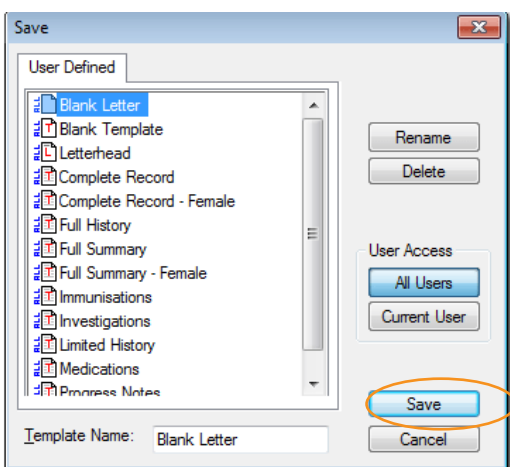 Save
User Defined
Blank Letter
Blank Template
Letterhead
Complete Record
Complete Record - Female
Full History
Full Summary
Full Summary - Female
Immunisations
Investigations
Limited History
Medications
Progress Notes
Rename
Delete
User Access
All Users
Current User
Save
Template Name: Blank Letter
Cancel